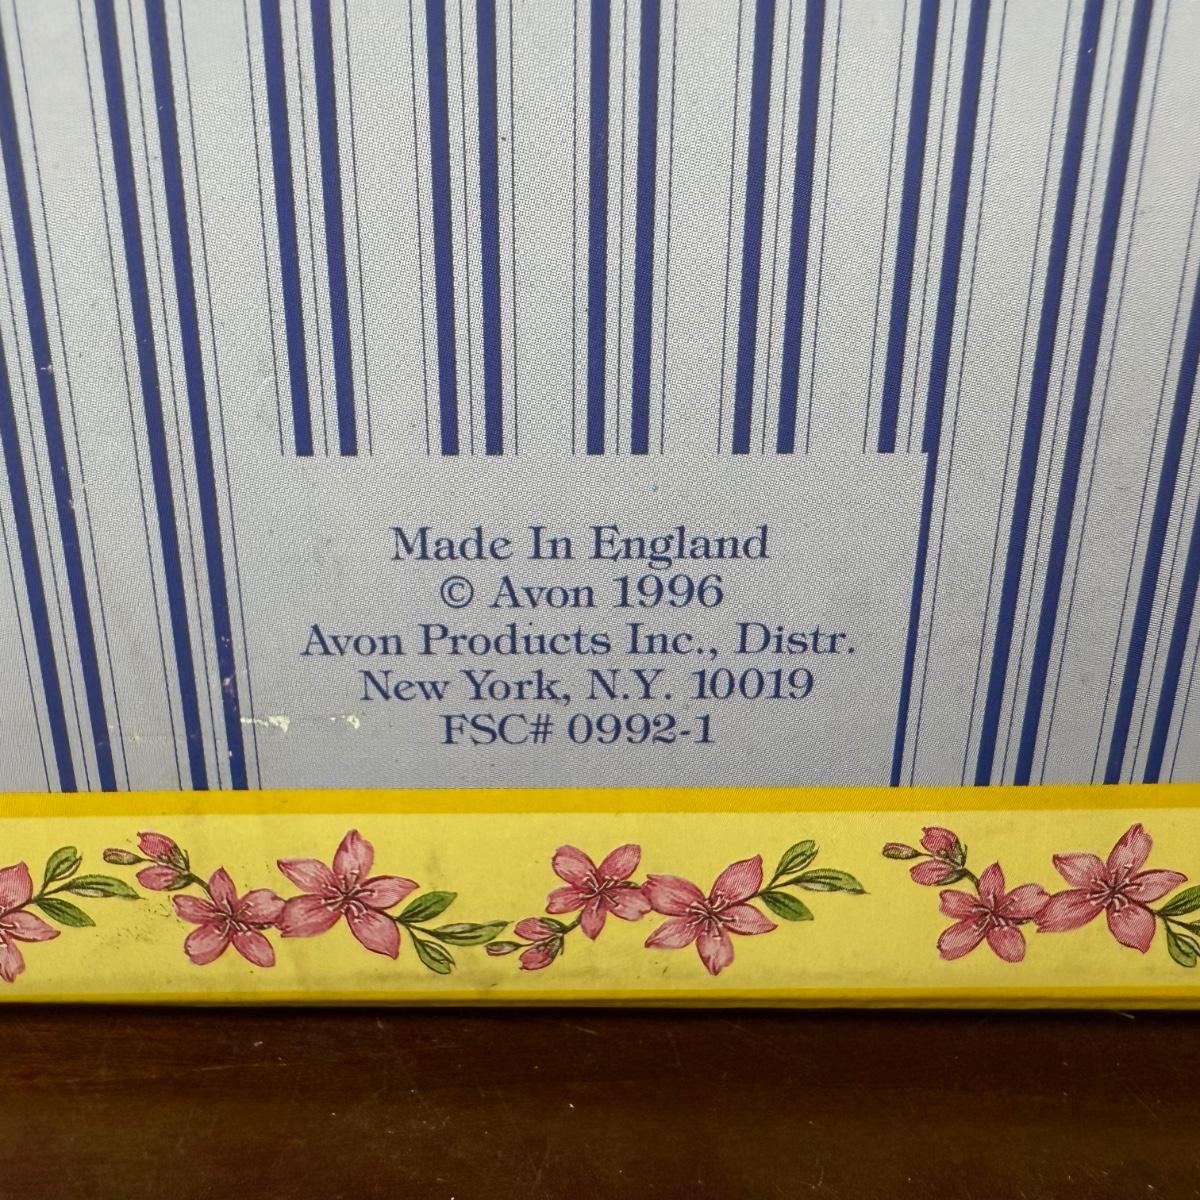 Made In England
© Avon 1996
Avon Products Inc., Distr.
New York, N.Y. 10019
FSC# 0992-1